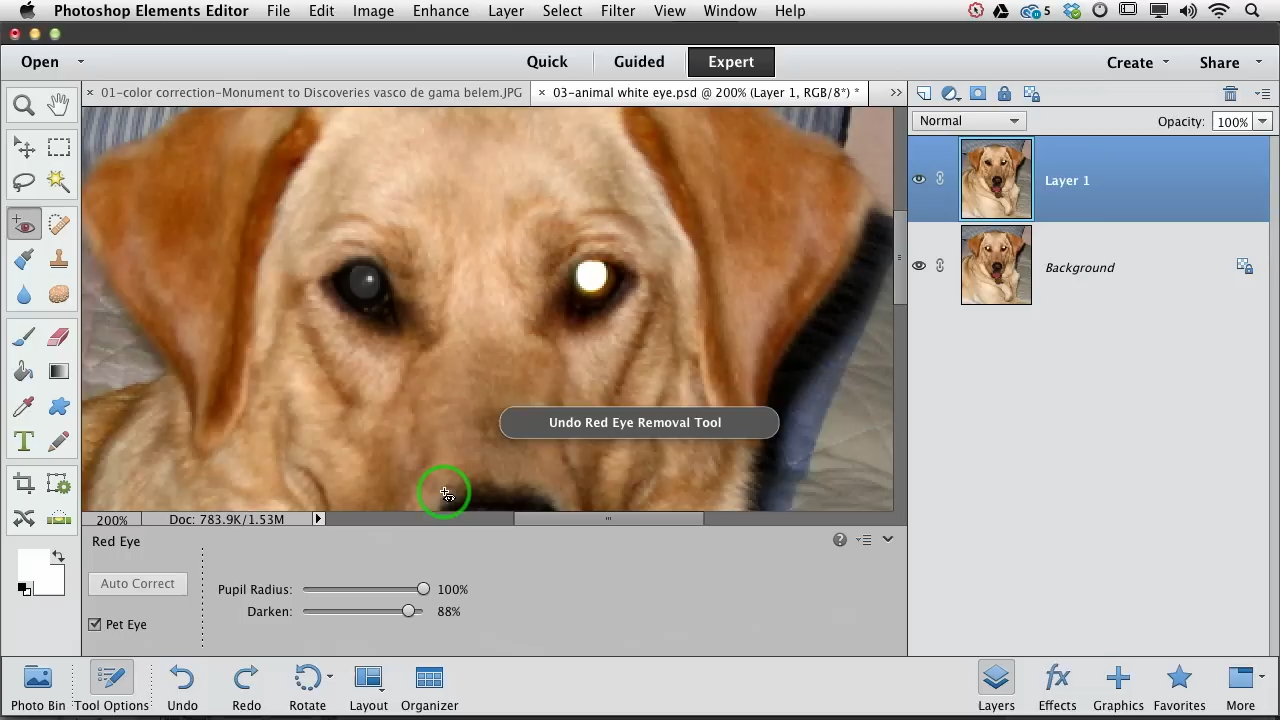 Photoshop Elements Editor File Edit Image Enhance Layer Select Filter View Window Help 5
Open Quick Guided Expert Create Share
× 01-color correction-Monument to Discoveries vasco de gama belem.JPG × 03-animal white eye.psd @ 200% (Layer 1, RGB/8*) * »
Normal Opacity: 100%
Layer 1
Background
Undo Red Eye Removal Tool
200% Doc: 783.9K/1.53M
Red Eye
Auto Correct
Pupil Radius: 100%
Darken: 88%
Pet Eye
Photo Bin Tool Options Undo Redo Rotate Layout Organizer Layers Effects Graphics Favorites More